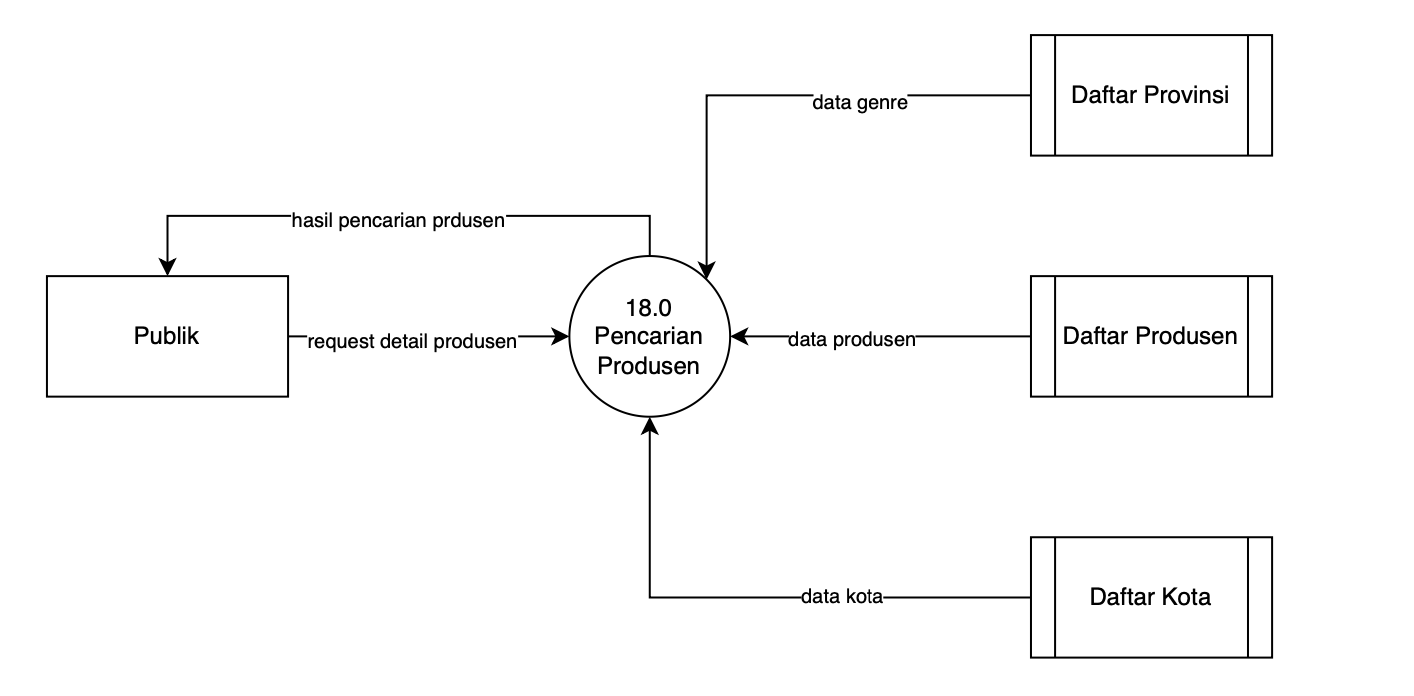 Daftar Provinsi
data genre
hasil pencarian prdusen
Publik
request detail produsen
18.0
Pencarian
Produsen
data produsen
Daftar Produsen
data kota
Daftar Kota